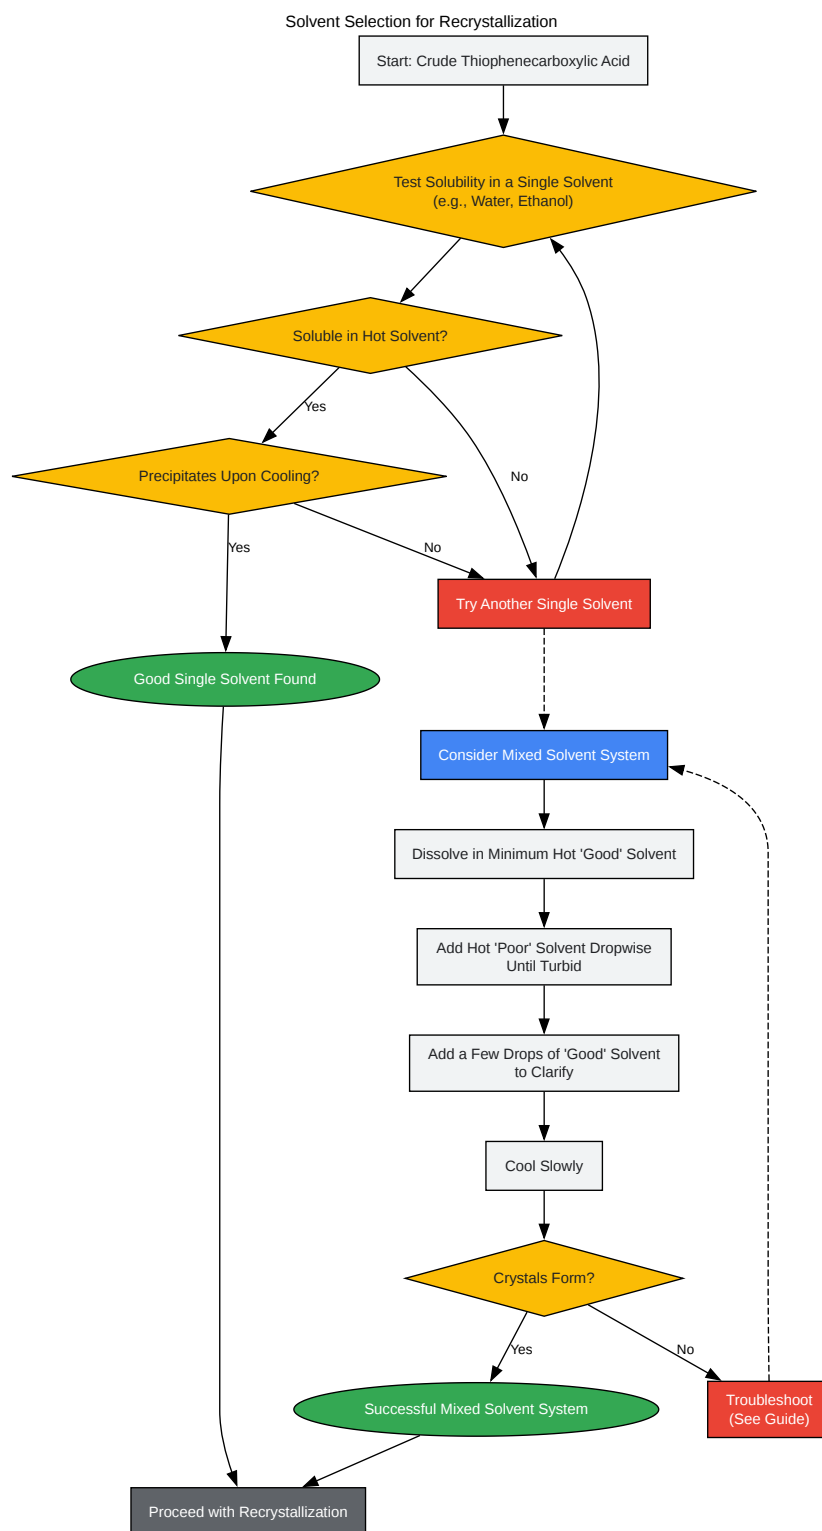 Solvent Selection for Recrystallization
Start: Crude Thiophenecarboxylic Acid
Test Solubility in a Single Solvent
(e.g., Water, Ethanol)
Soluble in Hot Solvent?
Yes
Precipitates Upon Cooling?
No
Yes
No
Try Another Single Solvent
Good Single Solvent Found
Consider Mixed Solvent System
Dissolve in Minimum Hot 'Good' Solvent
Add Hot 'Poor' Solvent Dropwise
Until Turbid
Add a Few Drops of 'Good' Solvent
to Clarify
Cool Slowly
Crystals Form?
Yes
No
Successful Mixed Solvent System
Troubleshoot
(See Guide)
Proceed with Recrystallization